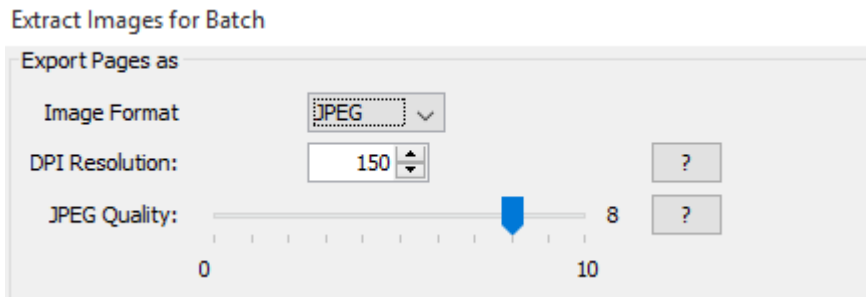 Extract Images for Batch
Export Pages as
Image Format JPEG
DPI Resolution: 150 ?
JPEG Quality: 8 ?
0 10